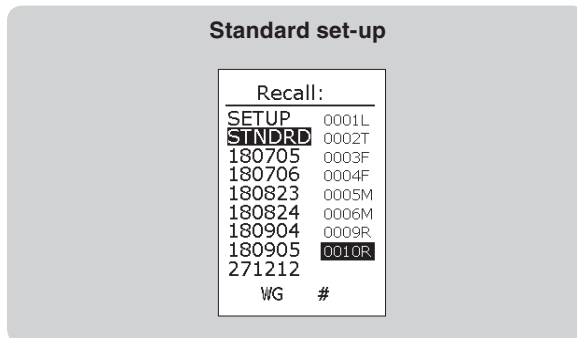 Standard set-up
Recall:
SETUP 0001L
STNDRD 0002T
180705 0003F
180706 0004F
180823 0005M
180824 0006M
180904 0009R
180905 0010R
271212
WG #